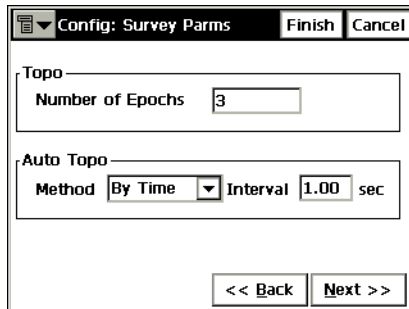 Config: Survey Parms Finish Cancel
Topo
Number of Epochs 3
Auto Topo
Method By Time Interval 1.00 sec
<< Back Next >>